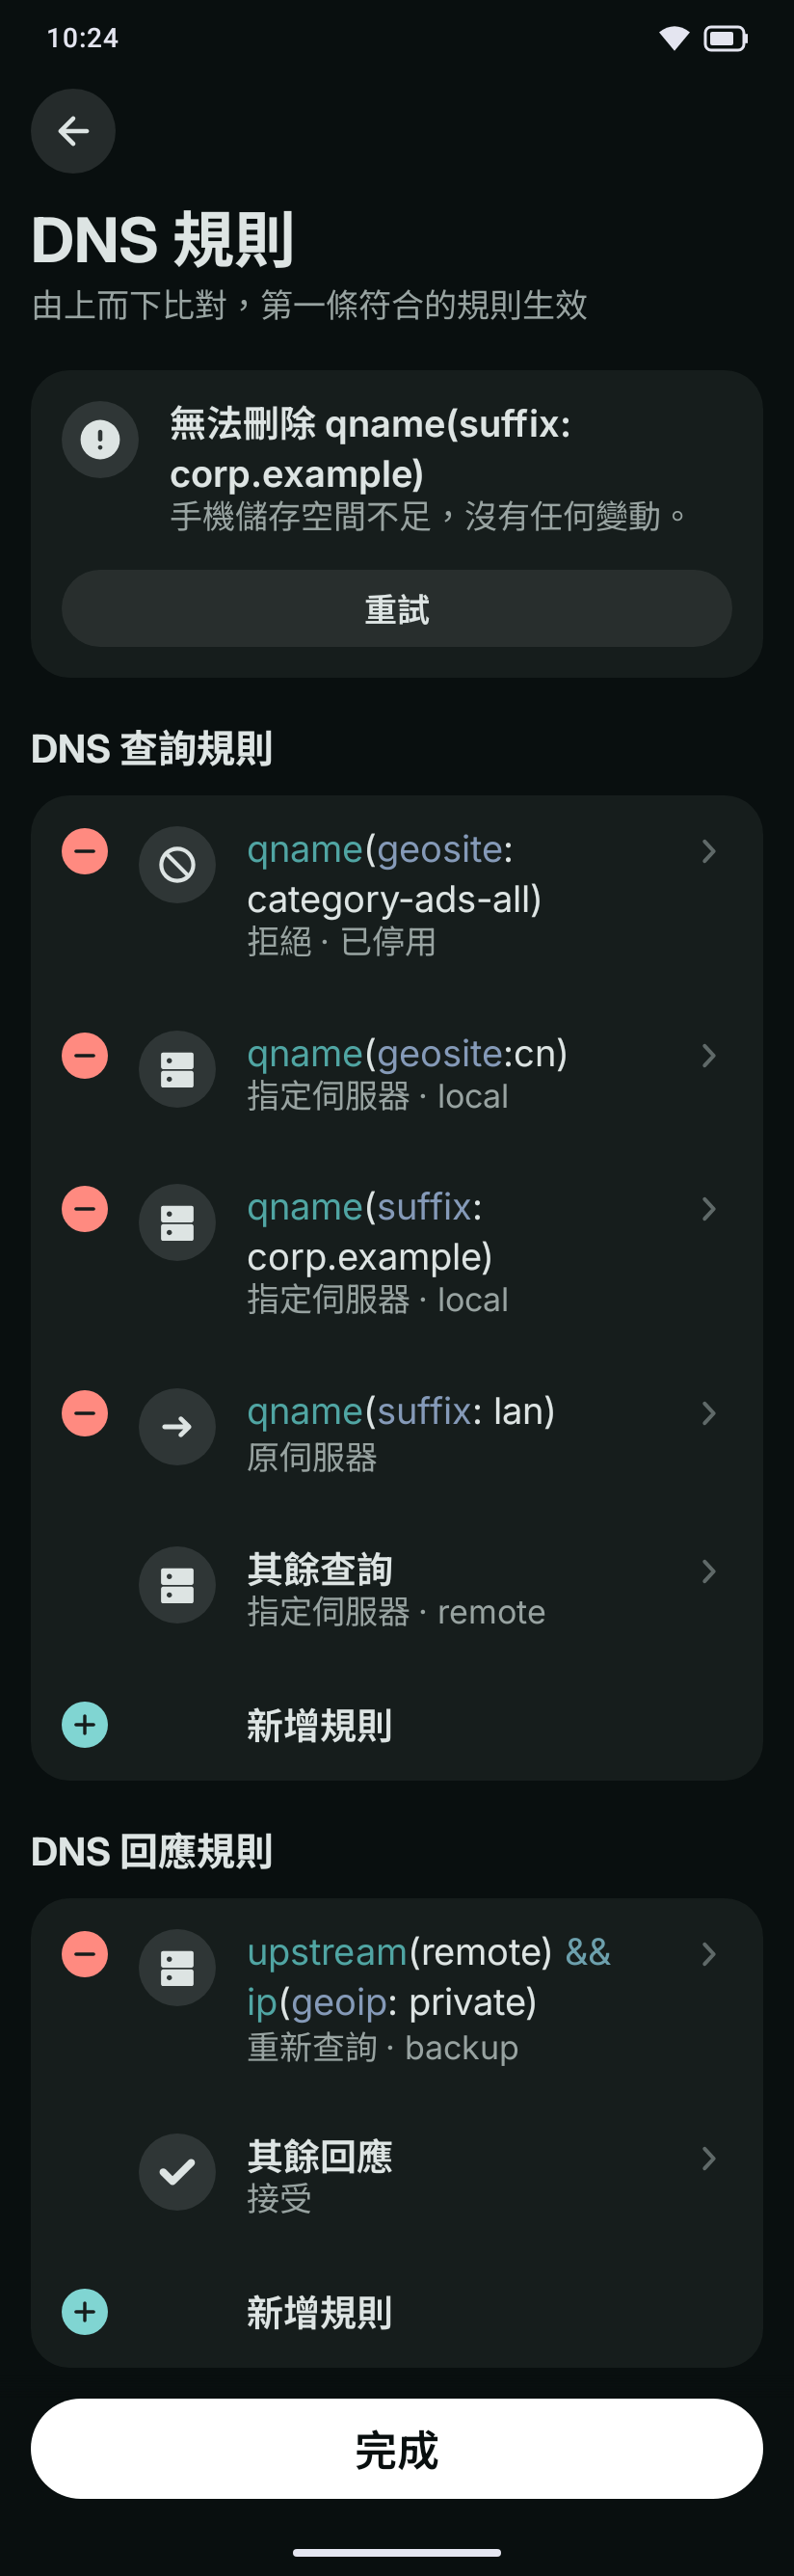 10:24
DNS 規則
由上而下比對，第一條符合的規則生效
無法刪除 qname(suffix:
corp.example)
手機儲存空間不足，沒有任何變動。
重試
DNS 查詢規則
qname(geosite:
category-ads-all)
拒絕 · 已停用
qname(geosite:cn)
指定伺服器 · local
qname(suffix:
corp.example)
指定伺服器 · local
qname(suffix: lan)
原伺服器
其餘查詢
指定伺服器 · remote
新增規則
DNS 回應規則
upstream(remote) &&
ip(geoip: private)
重新查詢 · backup
其餘回應
接受
新增規則
完成